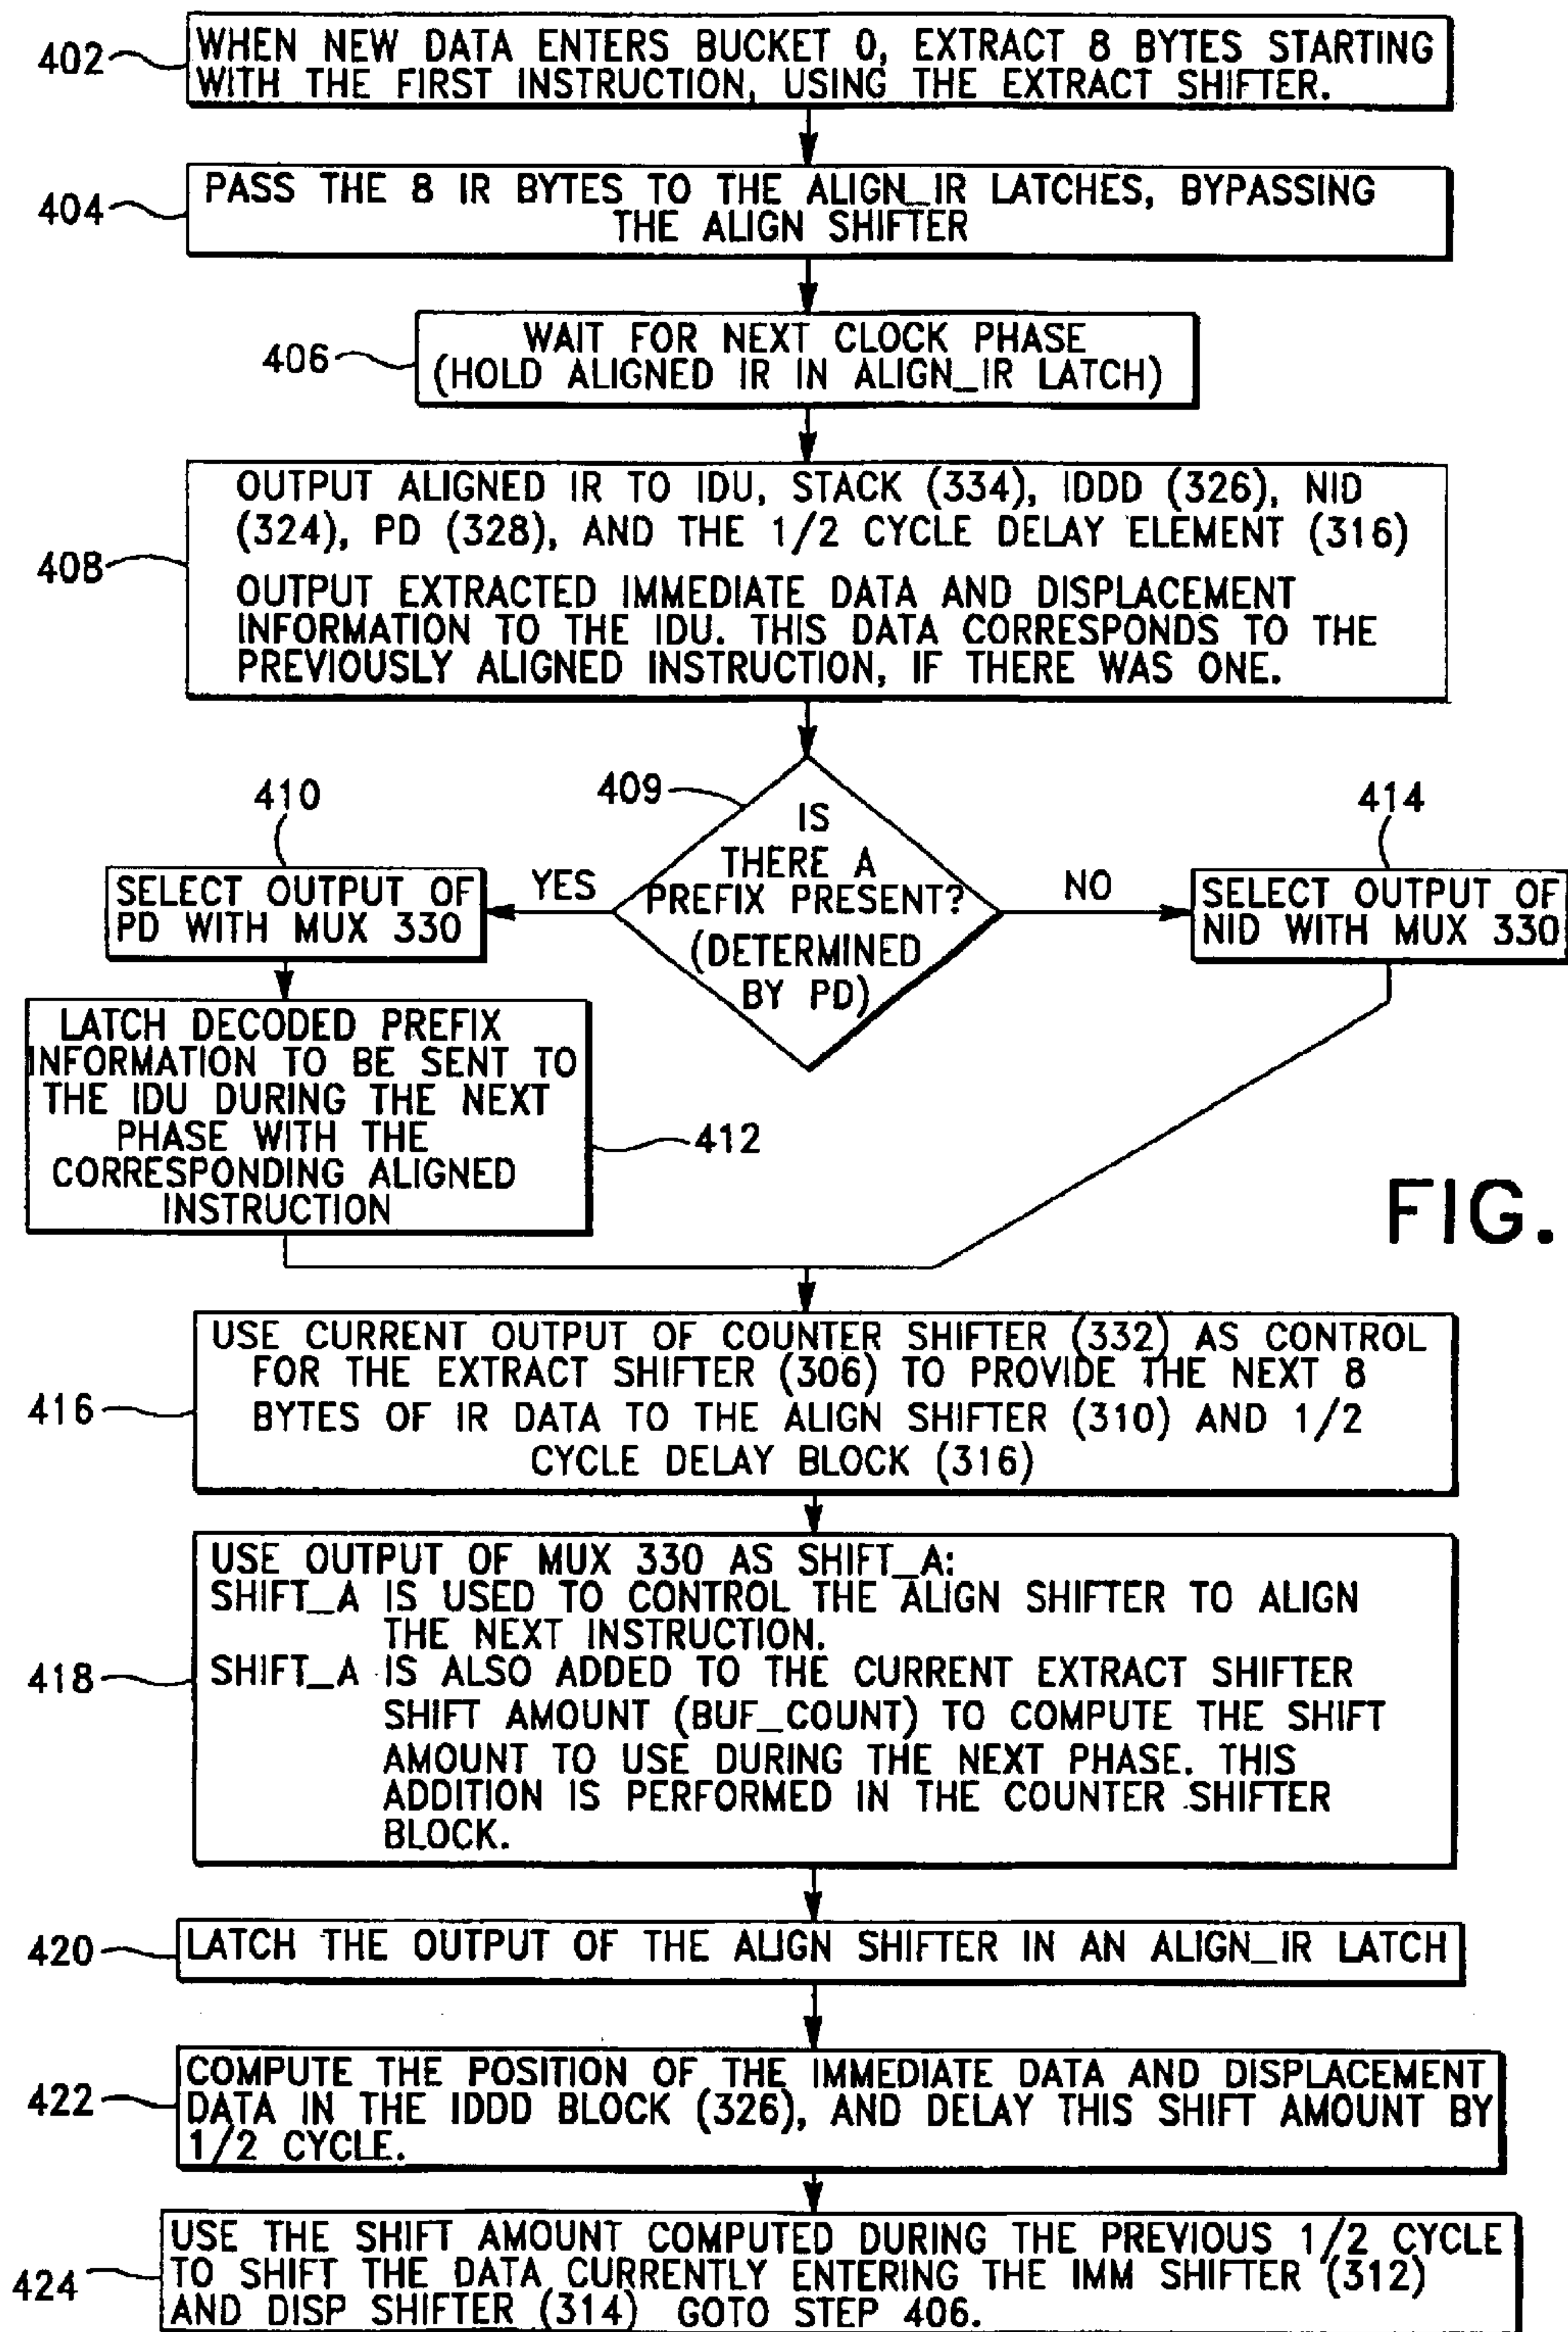 402
WHEN NEW DATA ENTERS BUCKET 0, EXTRACT 8 BYTES STARTING
WITH THE FIRST INSTRUCTION, USING THE EXTRACT SHIFTER.
404
PASS THE 8 IR BYTES TO THE ALIGN_IR LATCHES, BYPASSING
THE ALIGN SHIFTER
406
WAIT FOR NEXT CLOCK PHASE
(HOLD ALIGNED IR IN ALIGN_IR LATCH)
408
OUTPUT ALIGNED IR TO IDU, STACK (334), IDDD (326), NID
(324), PD (328), AND THE 1/2 CYCLE DELAY ELEMENT (316)
OUTPUT EXTRACTED IMMEDIATE DATA AND DISPLACEMENT
INFORMATION TO THE IDU. THIS DATA CORRESPONDS TO THE
PREVIOUSLY ALIGNED INSTRUCTION, IF THERE WAS ONE.
409
IS
THERE A
PREFIX PRESENT?
(DETERMINED
BY PD)
YES
NO
410
SELECT OUTPUT OF
PD WITH MUX 330
414
SELECT OUTPUT OF
NID WITH MUX 330
LATCH DECODED PREFIX
INFORMATION TO BE SENT TO
THE IDU DURING THE NEXT
PHASE WITH THE
CORRESPONDING ALIGNED
INSTRUCTION
412
FIG.
416
USE CURRENT OUTPUT OF COUNTER SHIFTER (332) AS CONTROL
FOR THE EXTRACT SHIFTER (306) TO PROVIDE THE NEXT 8
BYTES OF IR DATA TO THE ALIGN SHIFTER (310) AND 1/2
CYCLE DELAY BLOCK (316)
418
USE OUTPUT OF MUX 330 AS SHIFT_A:
SHIFT_A IS USED TO CONTROL THE ALIGN SHIFTER TO ALIGN
THE NEXT INSTRUCTION.
SHIFT_A IS ALSO ADDED TO THE CURRENT EXTRACT SHIFTER
SHIFT AMOUNT (BUF_COUNT) TO COMPUTE THE SHIFT
AMOUNT TO USE DURING THE NEXT PHASE. THIS
ADDITION IS PERFORMED IN THE COUNTER SHIFTER
BLOCK.
420
LATCH THE OUTPUT OF THE ALIGN SHIFTER IN AN ALIGN_IR LATCH
422
COMPUTE THE POSITION OF THE IMMEDIATE DATA AND DISPLACEMENT
DATA IN THE IDDD BLOCK (326), AND DELAY THIS SHIFT AMOUNT BY
1/2 CYCLE.
424
USE THE SHIFT AMOUNT COMPUTED DURING THE PREVIOUS 1/2 CYCLE
TO SHIFT THE DATA CURRENTLY ENTERING THE IMM SHIFTER (312)
AND DISP SHIFTER (314) GOTO STEP 406.